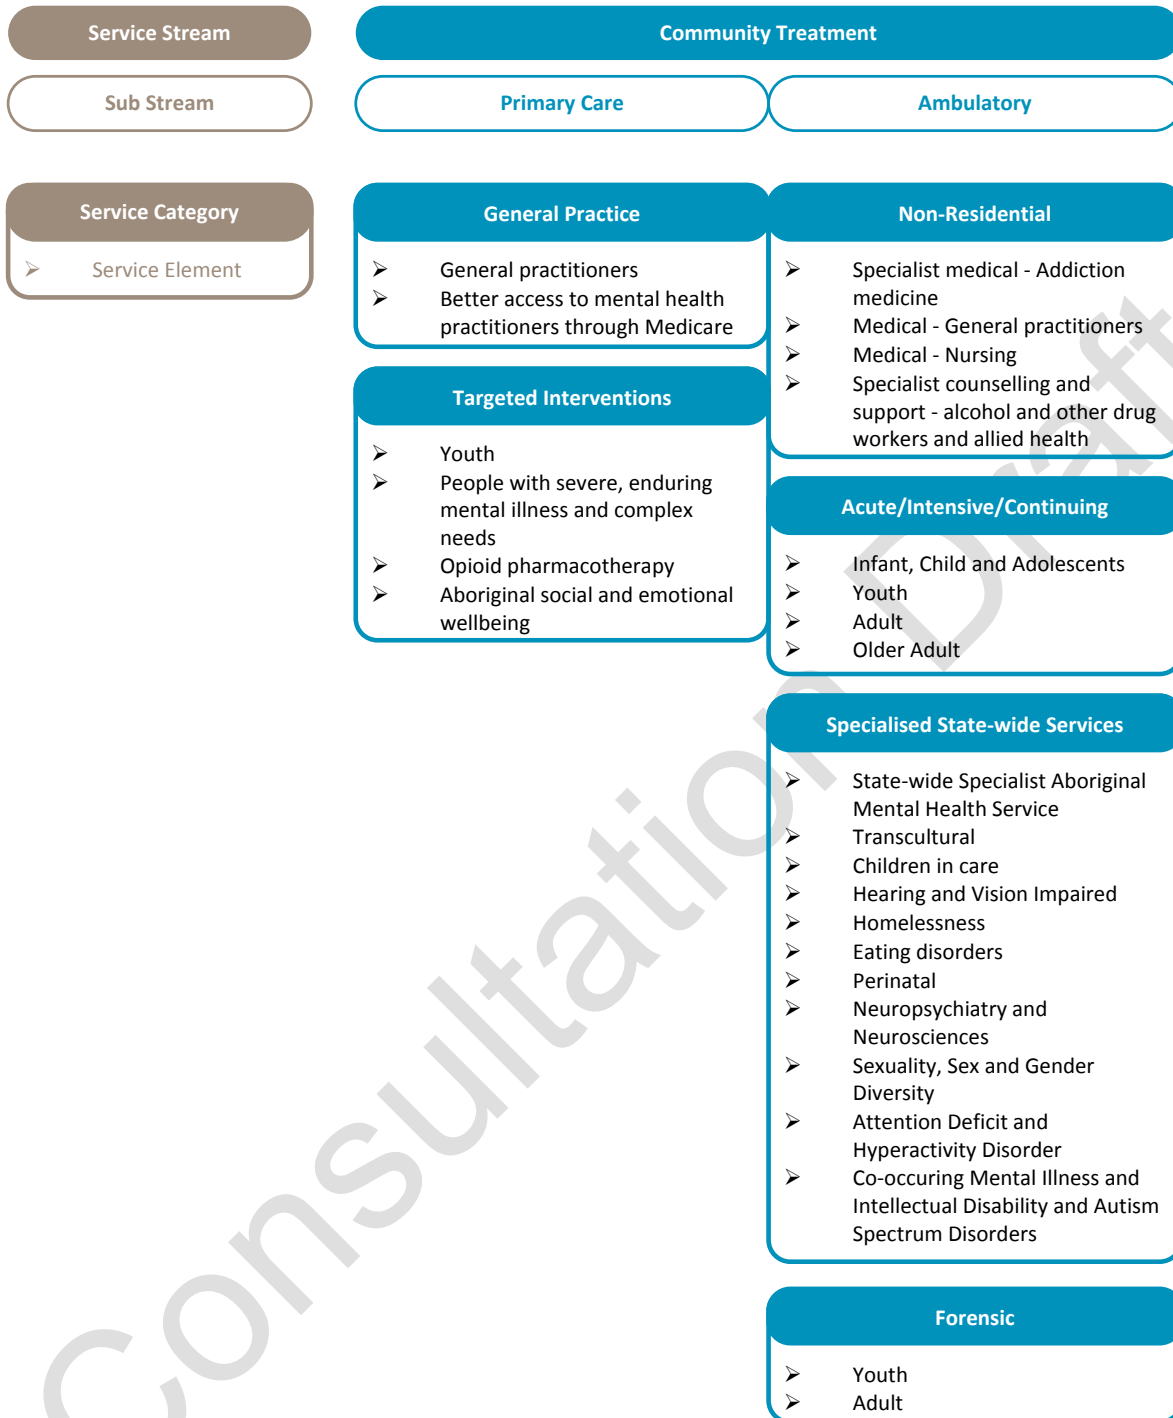 Service Stream
Community Treatment
Sub Stream
Primary Care
Ambulatory
Service Category
➢ Service Element
General Practice
➢ General practitioners
➢ Better access to mental health
practitioners through Medicare
Targeted Interventions
➢ Youth
➢ People with severe, enduring
mental illness and complex
needs
➢ Opioid pharmacotherapy
➢ Aboriginal social and emotional
wellbeing
Non-Residential
➢ Specialist medical - Addiction
medicine
➢ Medical - General practitioners
➢ Medical - Nursing
➢ Specialist counselling and
support - alcohol and other drug
workers and allied health
Acute/Intensive/Continuing
➢ Infant, Child and Adolescents
➢ Youth
➢ Adult
➢ Older Adult
Specialised State-wide Services
➢ State-wide Specialist Aboriginal
Mental Health Service
➢ Transcultural
➢ Children in care
➢ Hearing and Vision Impaired
➢ Homelessness
➢ Eating disorders
➢ Perinatal
➢ Neuropsychiatry and
Neurosciences
➢ Sexuality, Sex and Gender
Diversity
➢ Attention Deficit and
Hyperactivity Disorder
➢ Co-occuring Mental Illness and
Intellectual Disability and Autism
Spectrum Disorders
Forensic
➢ Youth
➢ Adult
Consultation Draft